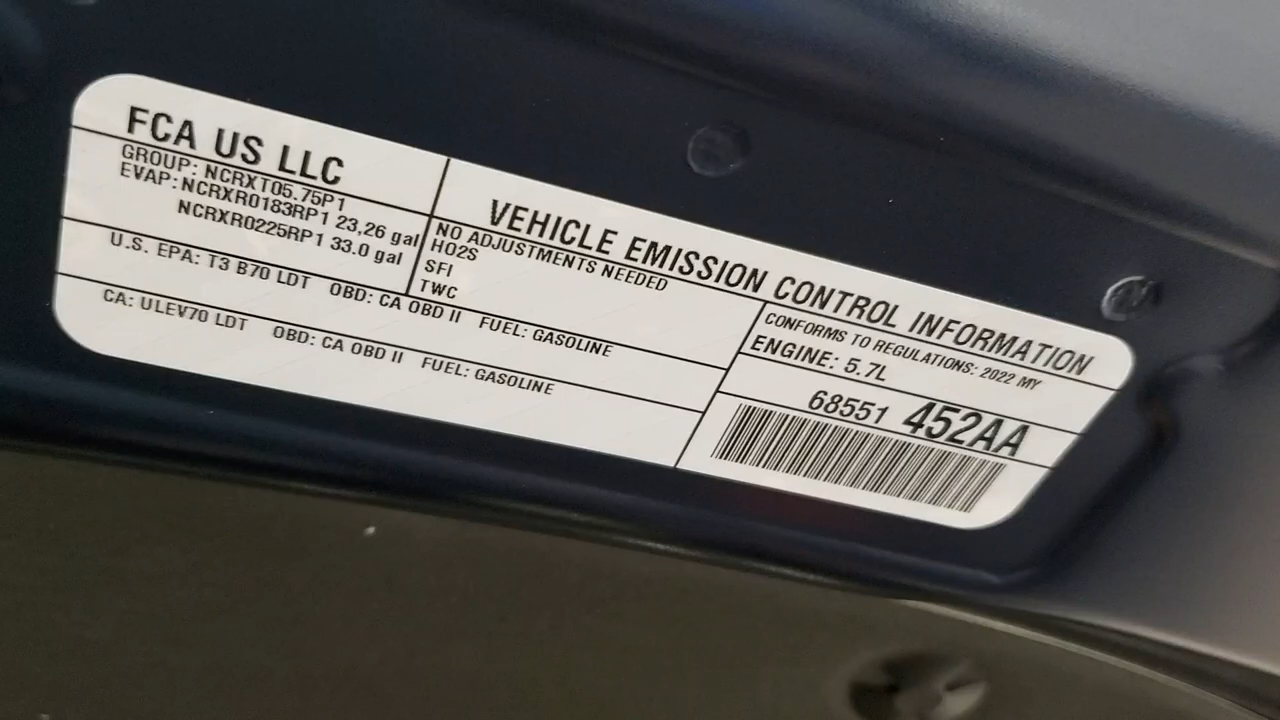 FCA US LLC
VEHICLE EMISSION CONTROL INFORMATION
GROUP: NCRXT05.75P1
EVAP: NCRXR0183RP1 23,26 gal
NCRXR0225RP1 33.0 gal
NO ADJUSTMENTS NEEDED
HO2S
SFI
TWC
CONFORMS TO REGULATIONS: 2022 MY
U.S. EPA: T3 B70 LDT OBD: CA OBD II FUEL: GASOLINE
ENGINE: 5.7L
CA: ULEV70 LDT OBD: CA OBD II FUEL: GASOLINE
68551 452AA